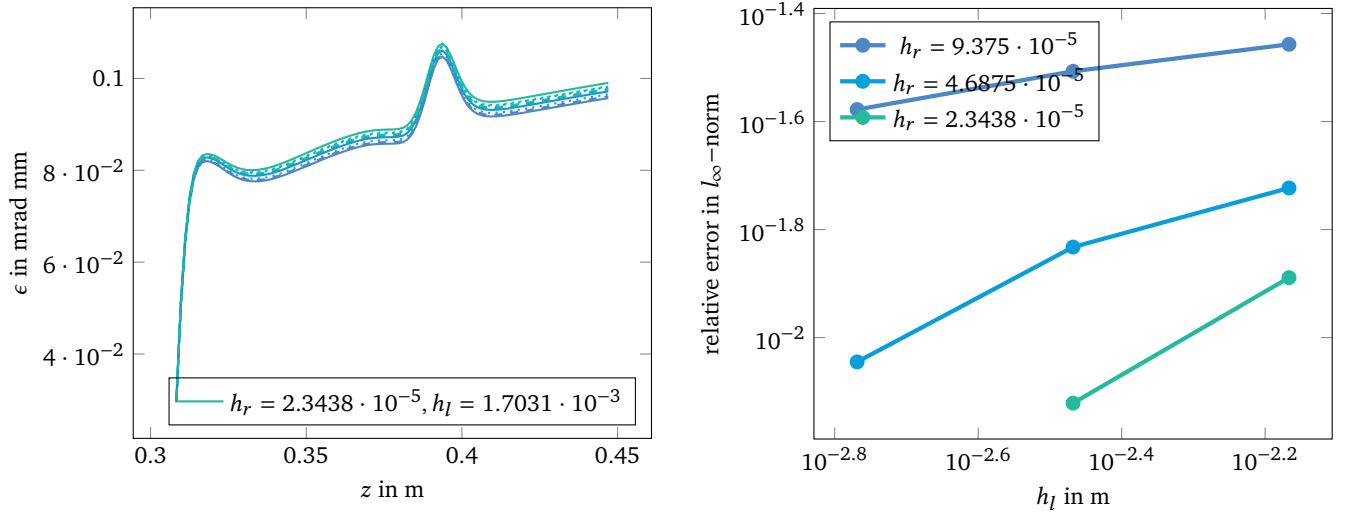 0.1
8 · 10⁻²
6 · 10⁻²
4 · 10⁻²
ϵ in mrad mm
h_r = 2.3438 · 10⁻⁵, h_l = 1.7031 · 10⁻³
0.3 0.35 0.4 0.45
z in m
10^−1.4
10^−1.6
10^−1.8
10^−2
relative error in l_∞−norm
h_r = 9.375 · 10⁻⁵
h_r = 4.6875 · 10⁻⁵
h_r = 2.3438 · 10⁻⁵
10^−2.8 10^−2.6 10^−2.4 10^−2.2
h_l in m